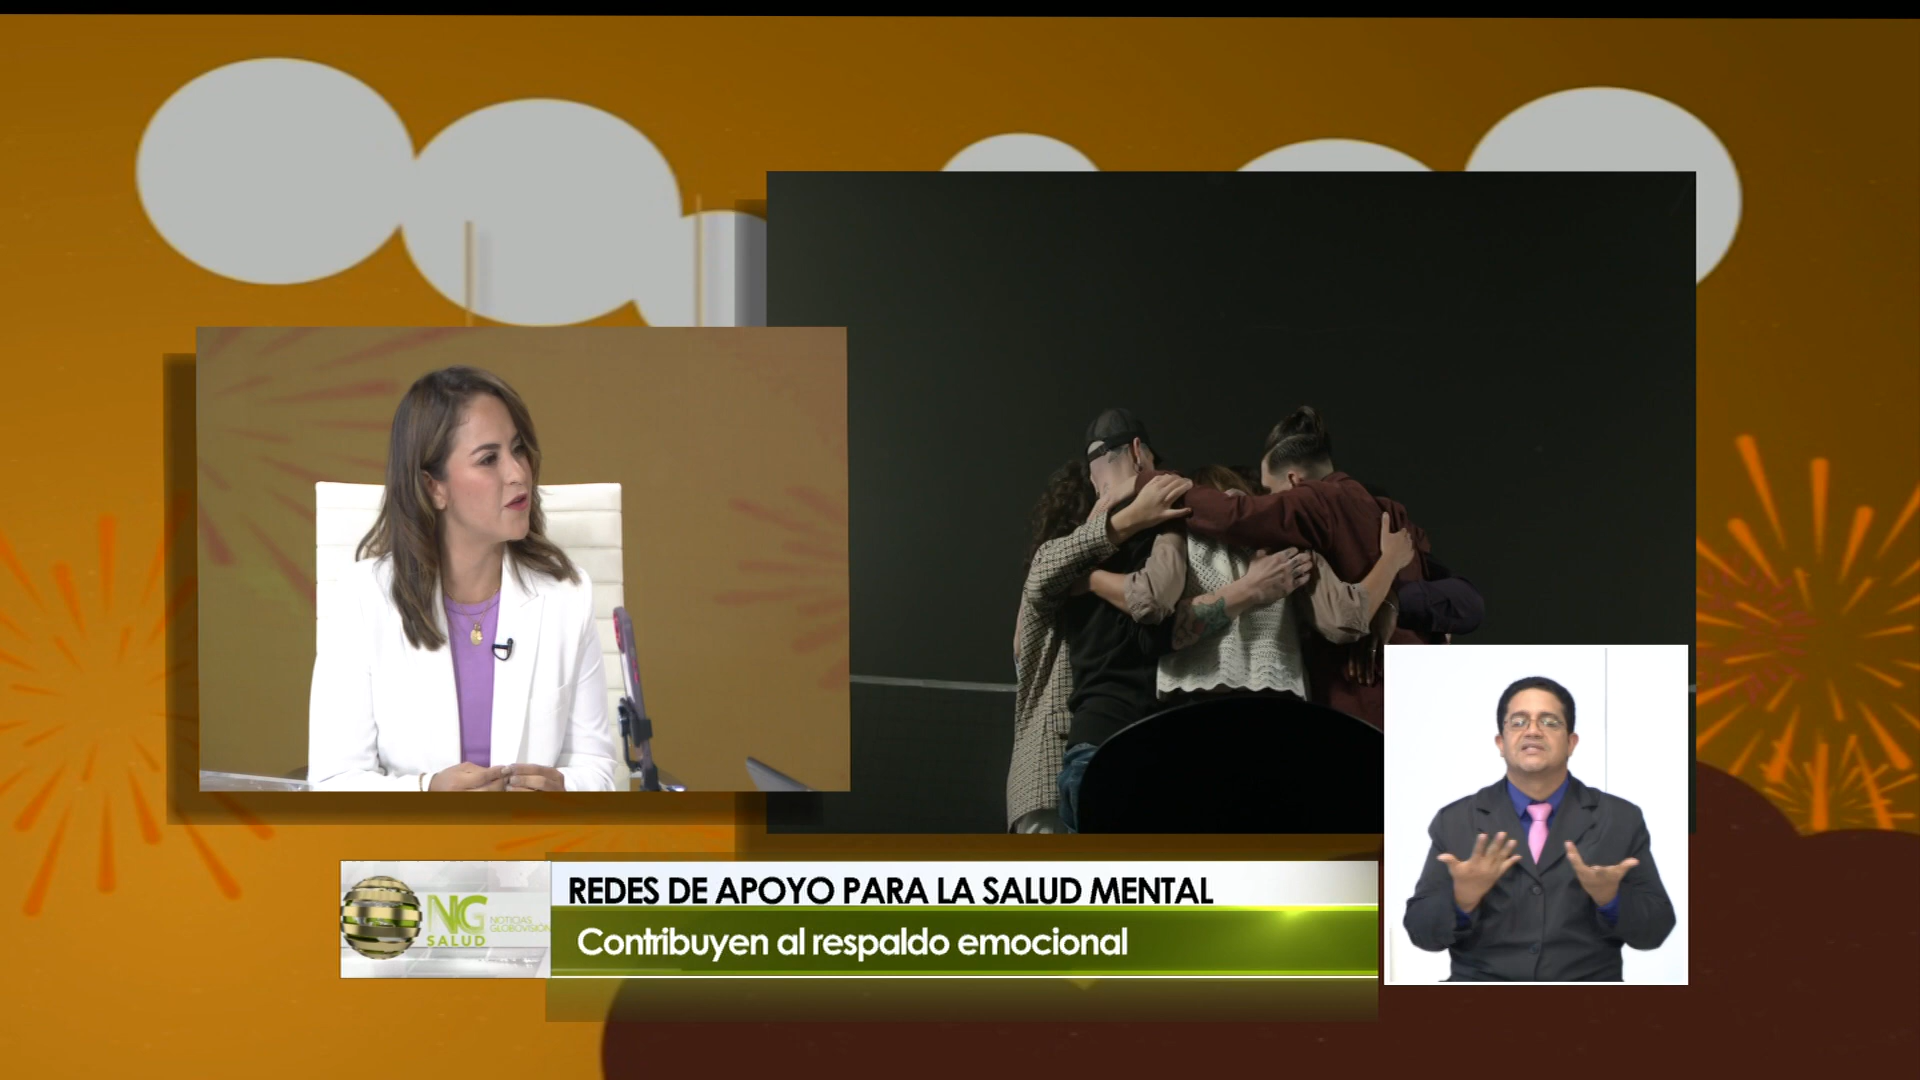 REDES DE APOYO PARA LA SALUD MENTAL
NG
NOTICIAS
GLOBOVISIÓN
SALUD
Contribuyen al respaldo emocional